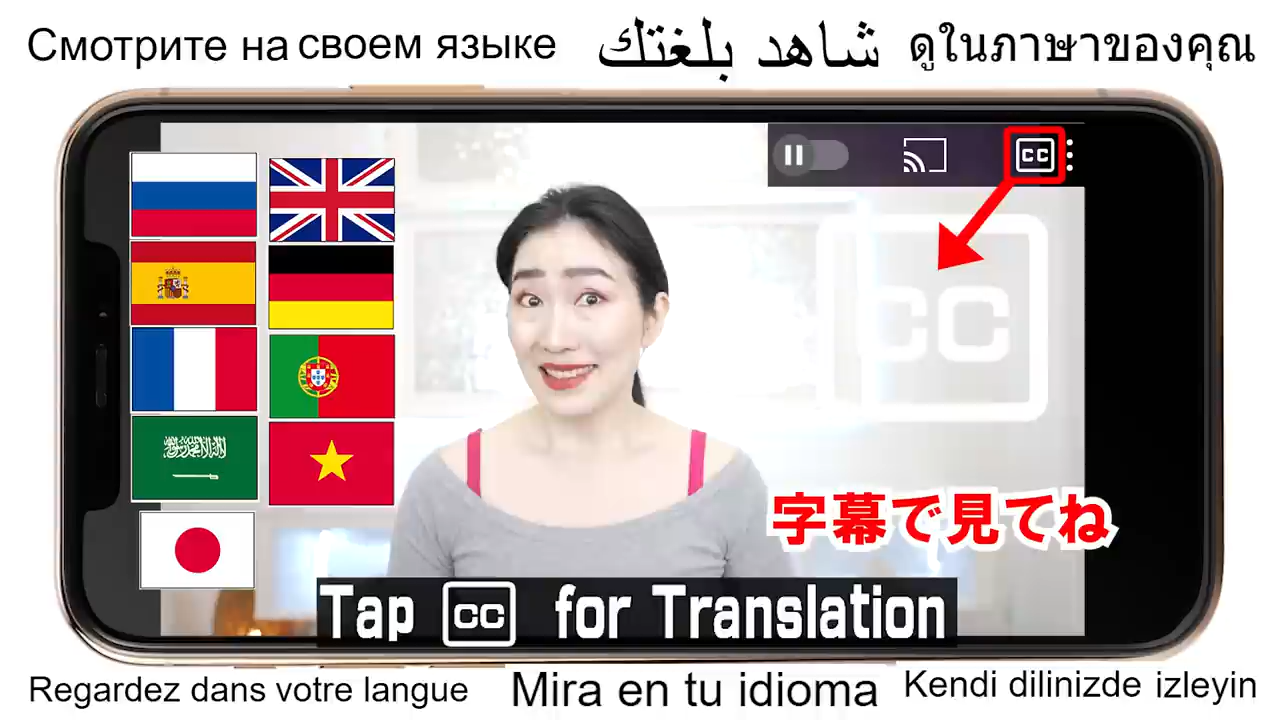 Смотрите на своем языке
شاهد بلغتك
ดูในภาษาของคุณ
CC
CC
字幕で見てね
Tap CC for Translation
Regardez dans votre langue
Mira en tu idioma
Kendi dilinizde izleyin